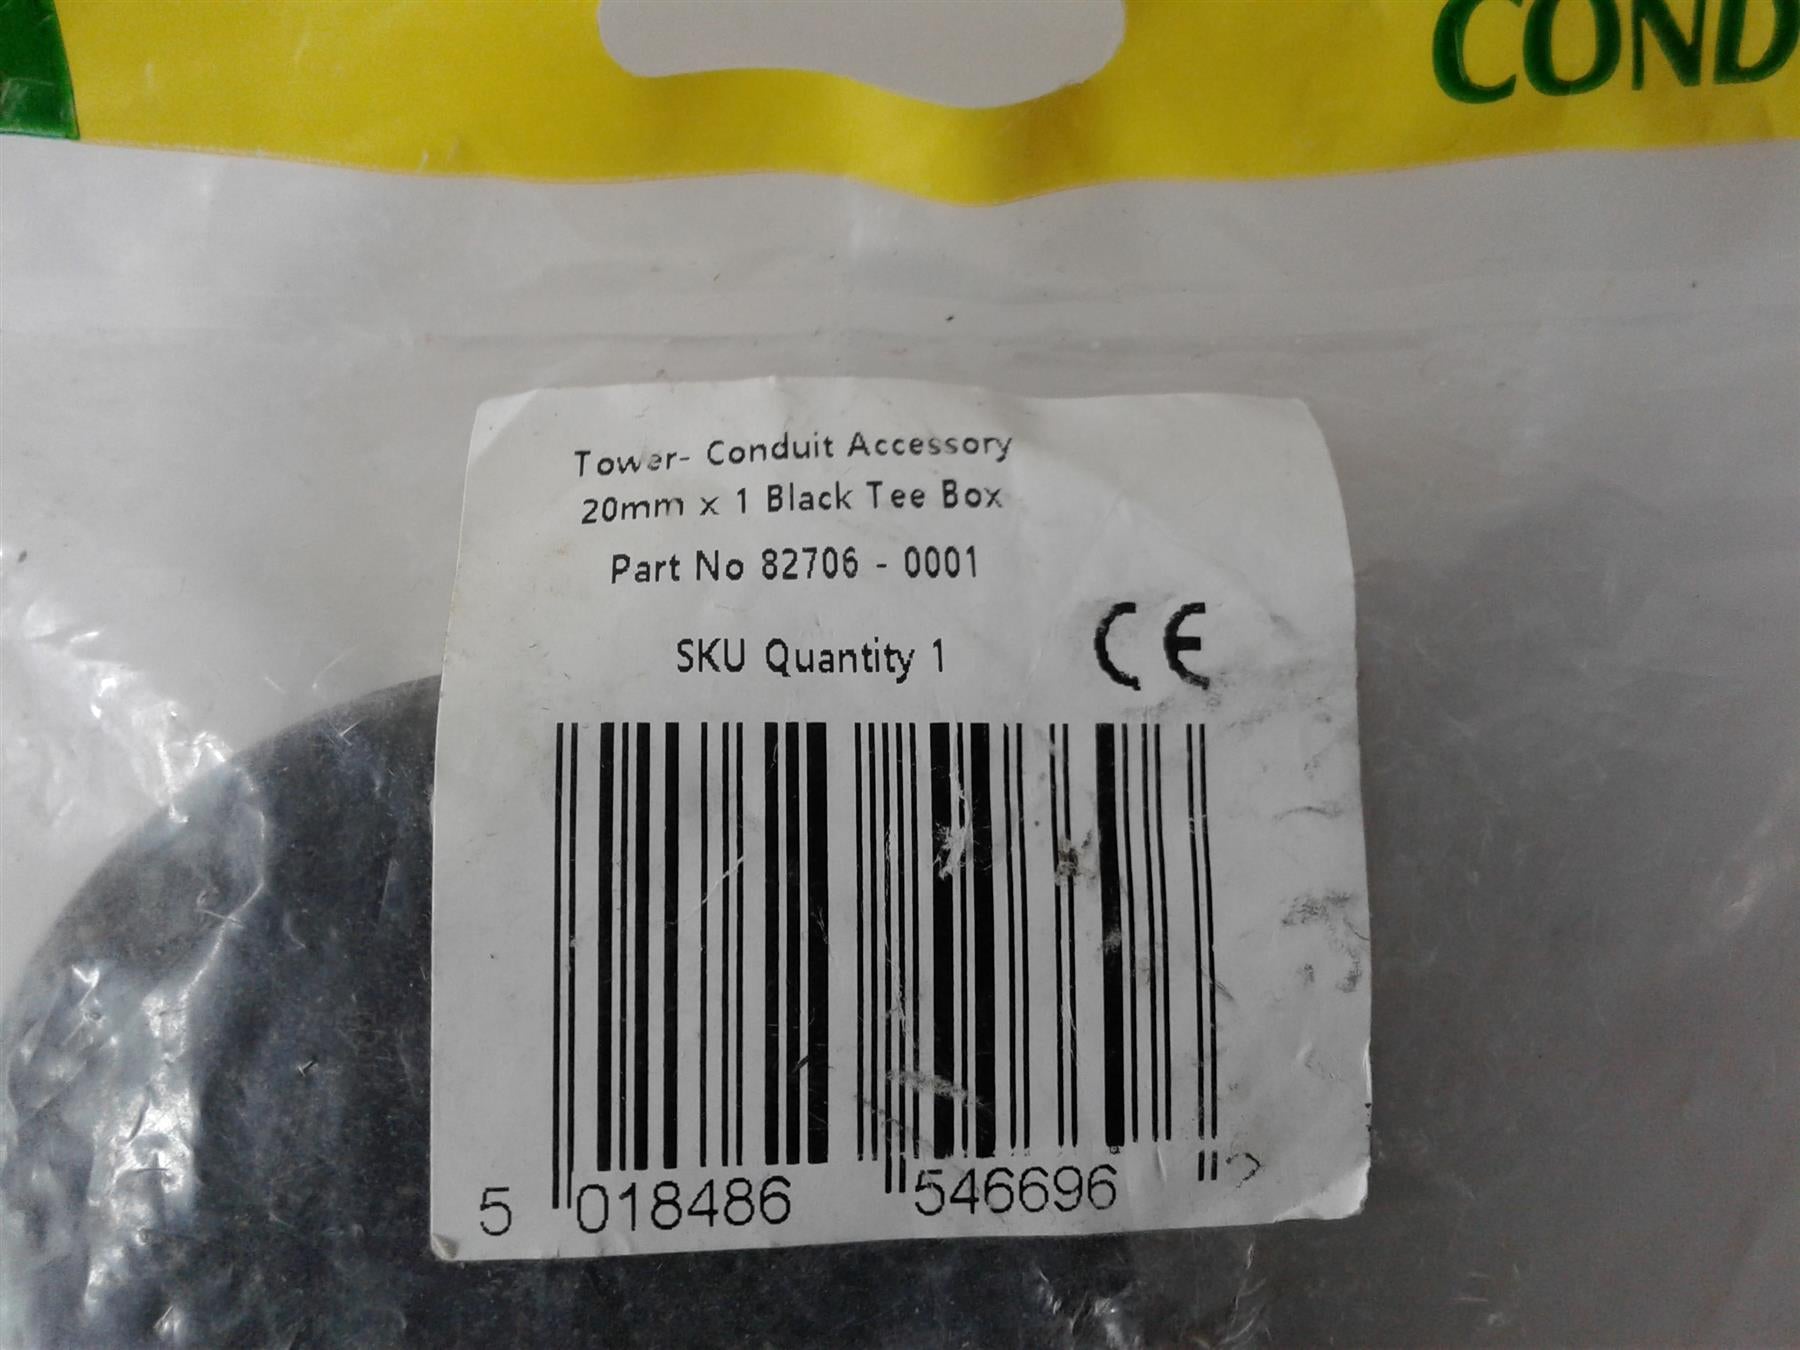 COND
Tower- Conduit Accessory
20mm x 1 Black Tee Box
Part No 82706 - 0001
SKU Quantity 1
CE
5 018486 546696 >